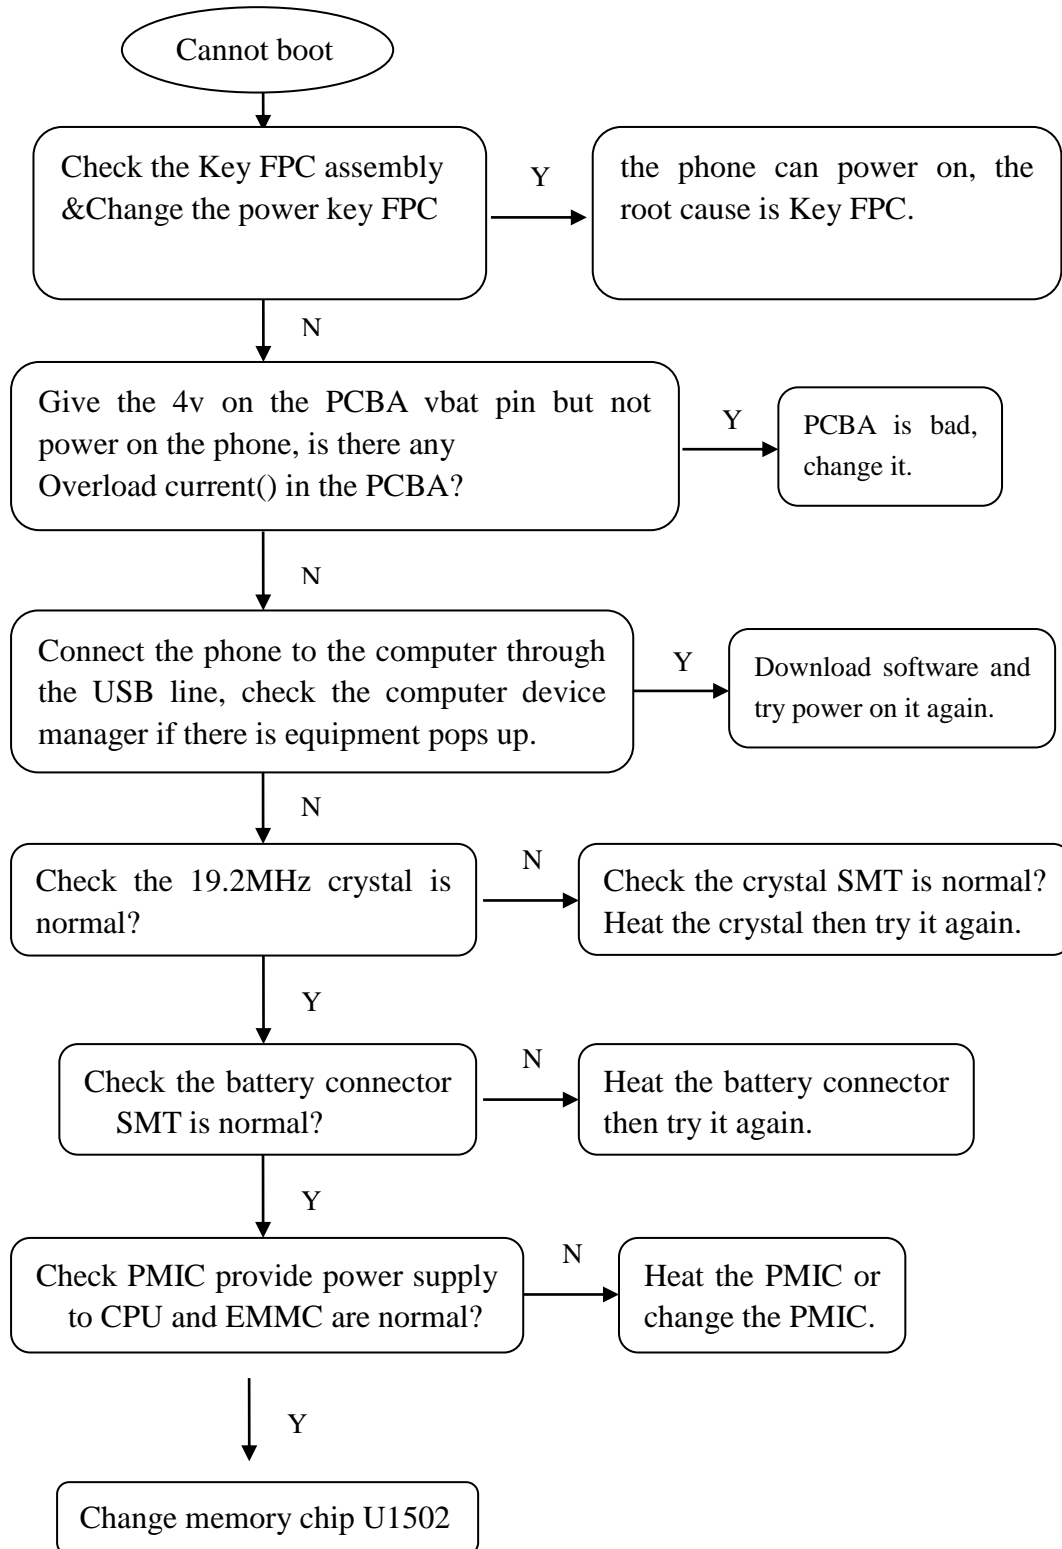 Cannot boot
Check the Key FPC assembly
&Change the power key FPC
Y
the phone can power on, the
root cause is Key FPC.
N
Give the 4v on the PCBA vbat pin but not
power on the phone, is there any
Overload current() in the PCBA?
Y
PCBA is bad,
change it.
N
Connect the phone to the computer through
the USB line, check the computer device
manager if there is equipment pops up.
Y
Download software and
try power on it again.
N
Check the 19.2MHz crystal is
normal?
N
Check the crystal SMT is normal?
Heat the crystal then try it again.
Y
Check the battery connector
SMT is normal?
N
Heat the battery connector
then try it again.
Y
Check PMIC provide power supply
to CPU and EMMC are normal?
N
Heat the PMIC or
change the PMIC.
Y
Change memory chip U1502